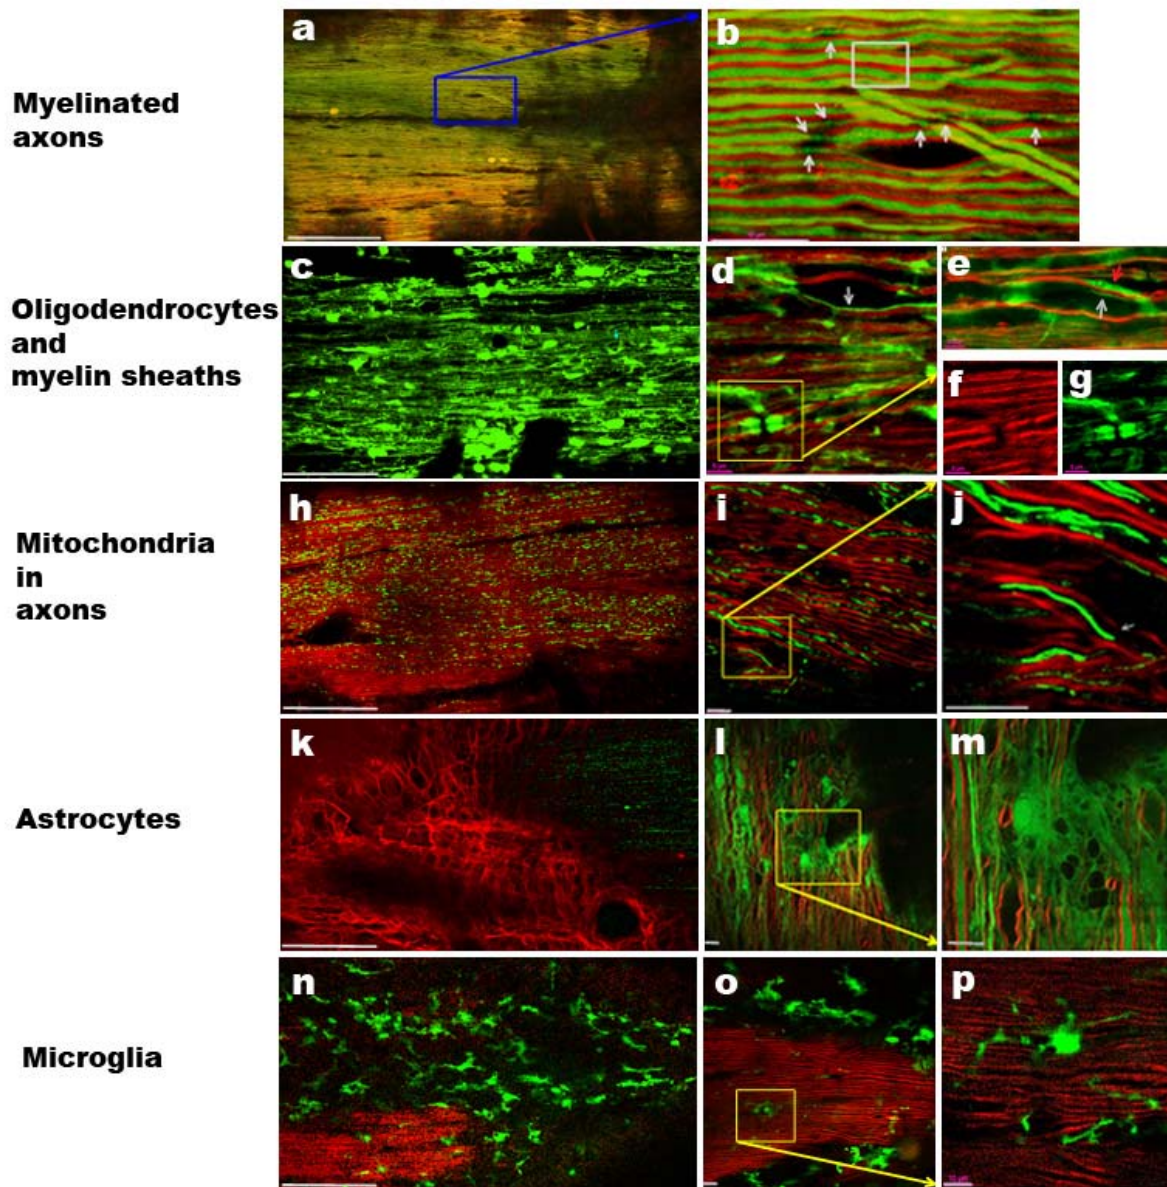 a
b
Myelinated
axons
c
d
e
Oligodendrocytes
and
myelin sheaths
f
g
h
i
j
Mitochondria
in
axons
k
l
m
Astrocytes
n
o
p
Microglia